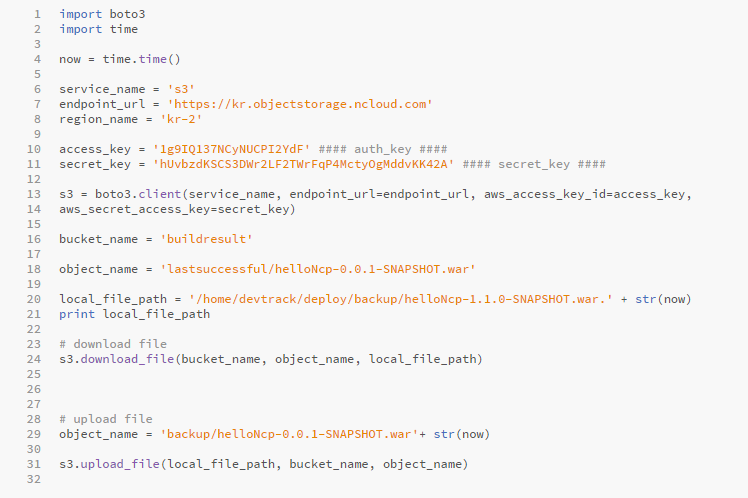 1 import boto3
2 import time
3
4 now = time.time()
5
6 service_name = 's3'
7 endpoint_url = 'https://kr.objectstorage.ncloud.com'
8 region_name = 'kr-2'
9
10 access_key = '1g9IQ137NCyNUCPI2YdF' #### auth_key ####
11 secret_key = 'hUvbzdKSCS3DWr2LF2TWrFqP4MctyOgMddvKK42A' #### secret_key ####
12
13 s3 = boto3.client(service_name, endpoint_url=endpoint_url, aws_access_key_id=access_key,
14 aws_secret_access_key=secret_key)
15
16 bucket_name = 'buildresult'
17
18 object_name = 'lastsuccessful/helloNcp-0.0.1-SNAPSHOT.war'
19
20 local_file_path = '/home/devtrack/deploy/backup/helloNcp-1.1.0-SNAPSHOT.war.' + str(now)
21 print local_file_path
22
23 # download file
24 s3.download_file(bucket_name, object_name, local_file_path)
25
26
27
28 # upload file
29 object_name = 'backup/helloNcp-0.0.1-SNAPSHOT.war'+ str(now)
30
31 s3.upload_file(local_file_path, bucket_name, object_name)
32